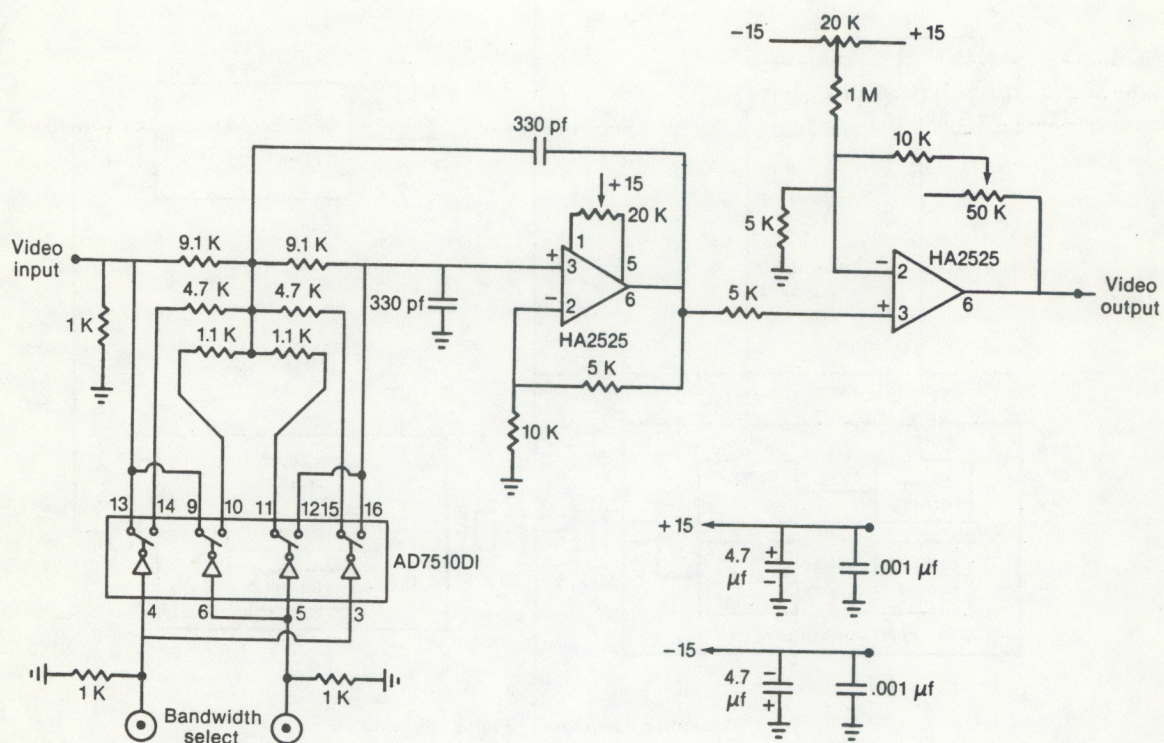 20 K
-15
+15
1 M
330 pf
10 K
+ 15
50 K
20 K
5 K
Video
input
9.1 K
9.1 K
1
5
+
3
HA2525
-
2
HA2525
-
2
6
4.7 K
4.7 K
330 pf
6
5 K
+
3
Video
output
1 K
1.1 K
1.1 K
5 K
10 K
13
14
9
10
11
12
15
16
AD7510DI
4
6
5
3
+15
4.7
μf
+
-
.001 μf
-15
4.7
μf
-
+
.001 μf
1 K
1 K
Bandwidth
select